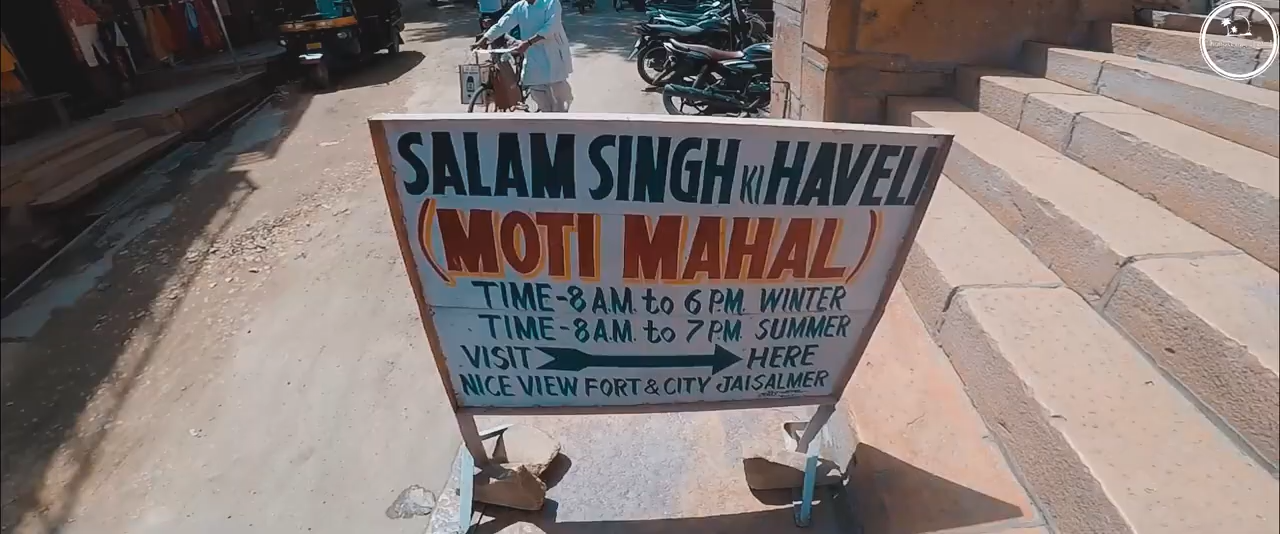 SALAM SINGH KI HAVELI
(MOTI MAHAL)
TIME-8 A.M. to 6 P.M. WINTER
TIME-8 A.M. to 7 P.M. SUMMER
VISIT HERE
NICE VIEW FORT & CITY JAISALMER